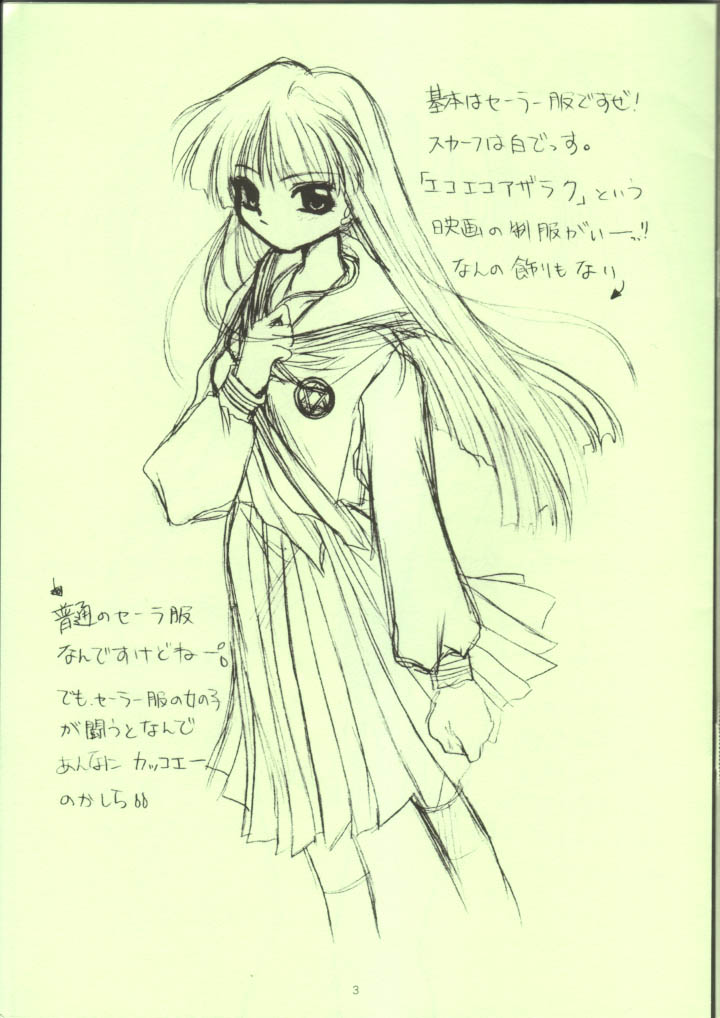 基本はセーラー服ですぜ!
スカーフは白でっす。
「エコエコアザラク」という
映画の制服がいーっ!!
なんの飾りもない
普通のセーラ服
なんですけどねー。
でも、セーラー服の女の子
が闘うとなんで
あんなに カッコエー
のかしら
3